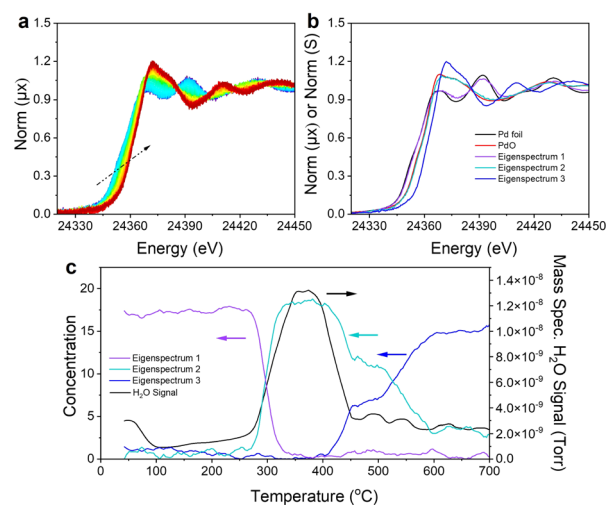 a
b
1.5
1.2
0.9
0.6
0.3
0.0
Norm (μx)
24330 24360 24390 24420 24450
Energy (eV)
1.5
1.2
0.9
0.6
0.3
0.0
Norm (μx) or Norm (S)
Pd foil
PdO
Eigenspectrum 1
Eigenspectrum 2
Eigenspectrum 3
24330 24360 24390 24420 24450
Energy (eV)
c
20
15
10
5
0
Concentration
Eigenspectrum 1
Eigenspectrum 2
Eigenspectrum 3
H₂O Signal
1.4×10⁻⁸
1.2×10⁻⁸
1.0×10⁻⁸
8.0×10⁻⁹
6.0×10⁻⁹
4.0×10⁻⁹
2.0×10⁻⁹
0.0
Mass Spec. H₂O Signal (Torr)
0 100 200 300 400 500 600 700
Temperature (°C)